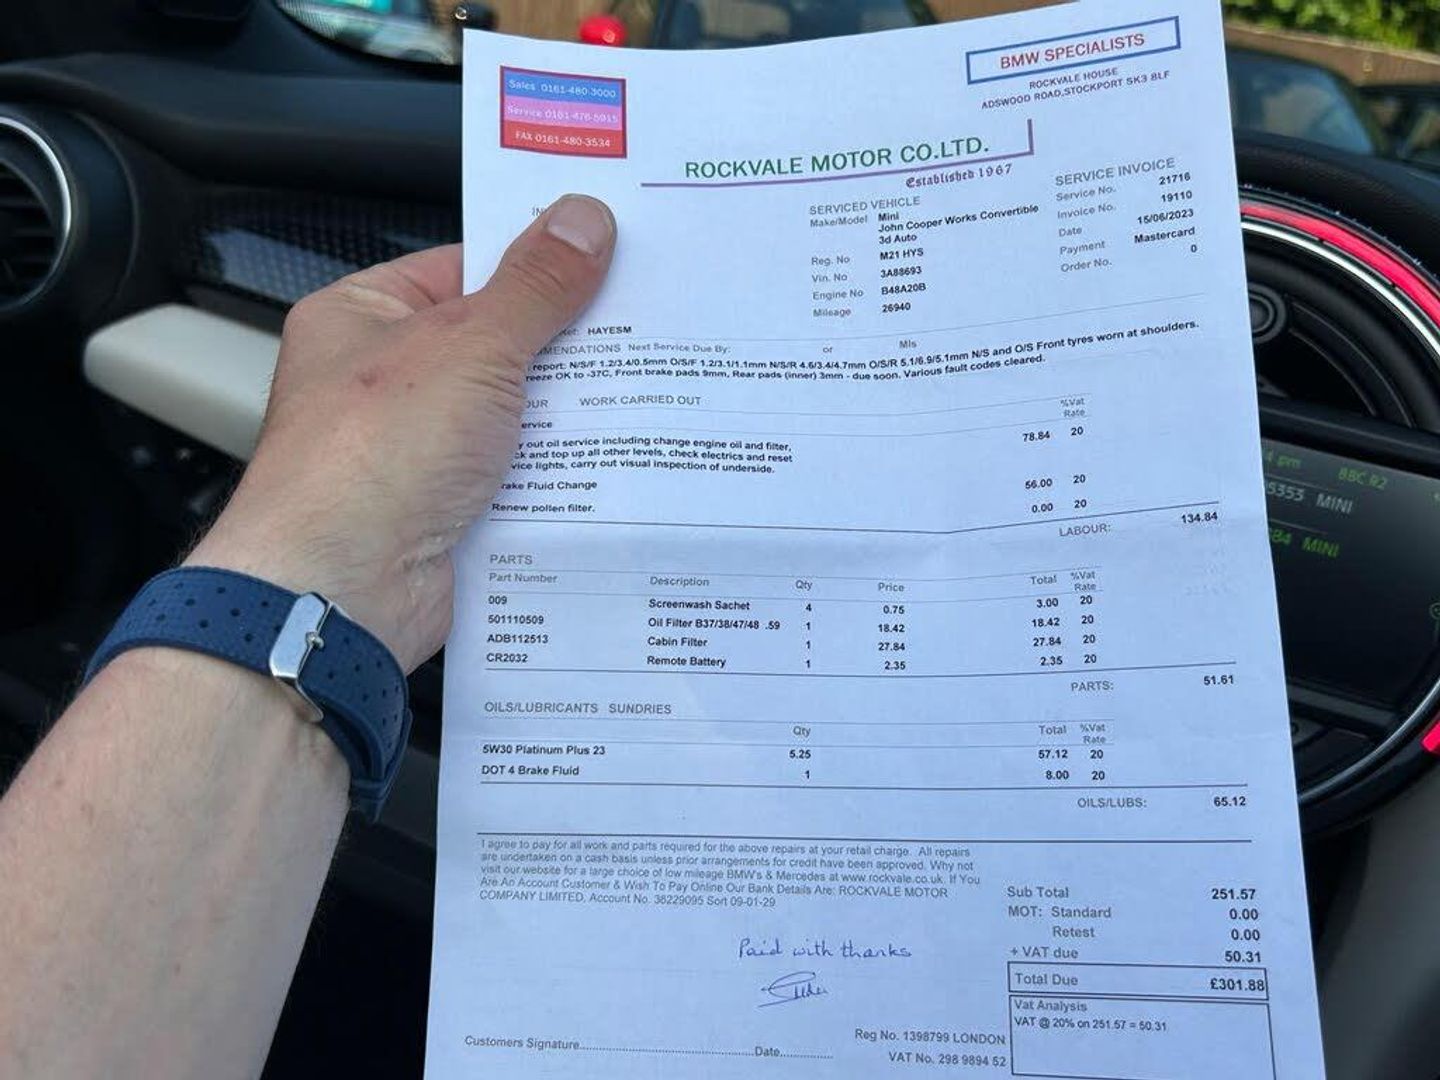 Sales 0161-480-3000
Service 0161-476-5915
FAX 0161-480-3534
BMW SPECIALISTS
ROCKVALE HOUSE
ADSWOOD ROAD,STOCKPORT SK3 8LF
ROCKVALE MOTOR CO.LTD.
Established 1967
SERVICED VEHICLE
Make/Model Mini
John Cooper Works Convertible
3d Auto
Reg. No M21 HYS
Vin. No 3A88693
Engine No B48A20B
Mileage 26940
SERVICE INVOICE
Service No. 21716
Invoice No. 19110
Date 15/06/2023
Payment Mastercard
Order No. 0
HAYESM
MENDATIONS Next Service Due By: or Mls
report: N/S/F 1.2/3.4/0.5mm O/S/F 1.2/3.1/1.1mm N/S/R 4.6/3.4/4.7mm O/S/R 5.1/6.9/5.1mm N/S and O/S Front tyres worn at shoulders.
reeze OK to -37C, Front brake pads 9mm, Rear pads (inner) 3mm - due soon. Various fault codes cleared.
OUR WORK CARRIED OUT %Vat Rate
ervice
y out oil service including change engine oil and filter, 78.84 20
ck and top up all other levels, check electrics and reset
vice lights, carry out visual inspection of underside.
rake Fluid Change 56.00 20
Renew pollen filter. 0.00 20
LABOUR: 134.84
PARTS
Part Number Description Qty Price Total %Vat Rate
009 Screenwash Sachet 4 0.75 3.00 20
501110509 Oil Filter B37/38/47/48 .59 1 18.42 18.42 20
ADB112513 Cabin Filter 1 27.84 27.84 20
CR2032 Remote Battery 1 2.35 2.35 20
PARTS: 51.61
OILS/LUBRICANTS SUNDRIES
Qty Total %Vat Rate
5W30 Platinum Plus 23 5.25 57.12 20
DOT 4 Brake Fluid 1 8.00 20
OILS/LUBS: 65.12
I agree to pay for all work and parts required for the above repairs at your retail charge. All repairs
are undertaken on a cash basis unless prior arrangements for credit have been approved. Why not
visit our website for a large choice of low mileage BMW's & Mercedes at www.rockvale.co.uk. If You
Are An Account Customer & Wish To Pay Online Our Bank Details Are: ROCKVALE MOTOR
COMPANY LIMITED, Account No. 38229095 Sort 09-01-29
Sub Total 251.57
MOT: Standard 0.00
Retest 0.00
+ VAT due 50.31
Total Due £301.88
Paid with thanks
Vat Analysis
VAT @ 20% on 251.57 = 50.31
Customers Signature Date
Reg No. 1398799 LONDON
VAT No. 298 9894 52
pm BBC R2
5353 MINI
84 MINI